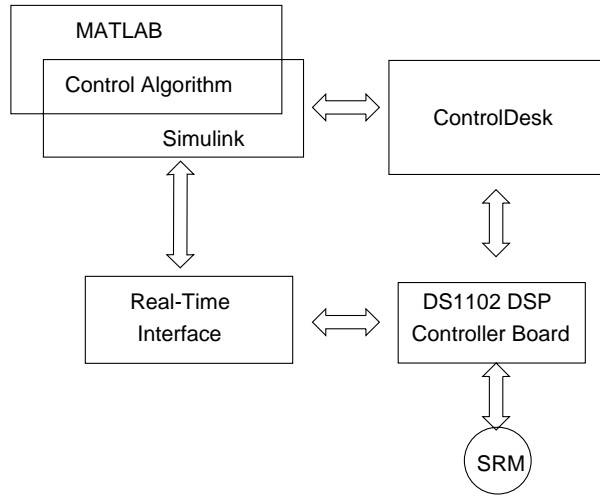 MATLAB
Control Algorithm
Simulink
ControlDesk
Real-Time
Interface
DS1102 DSP
Controller Board
SRM